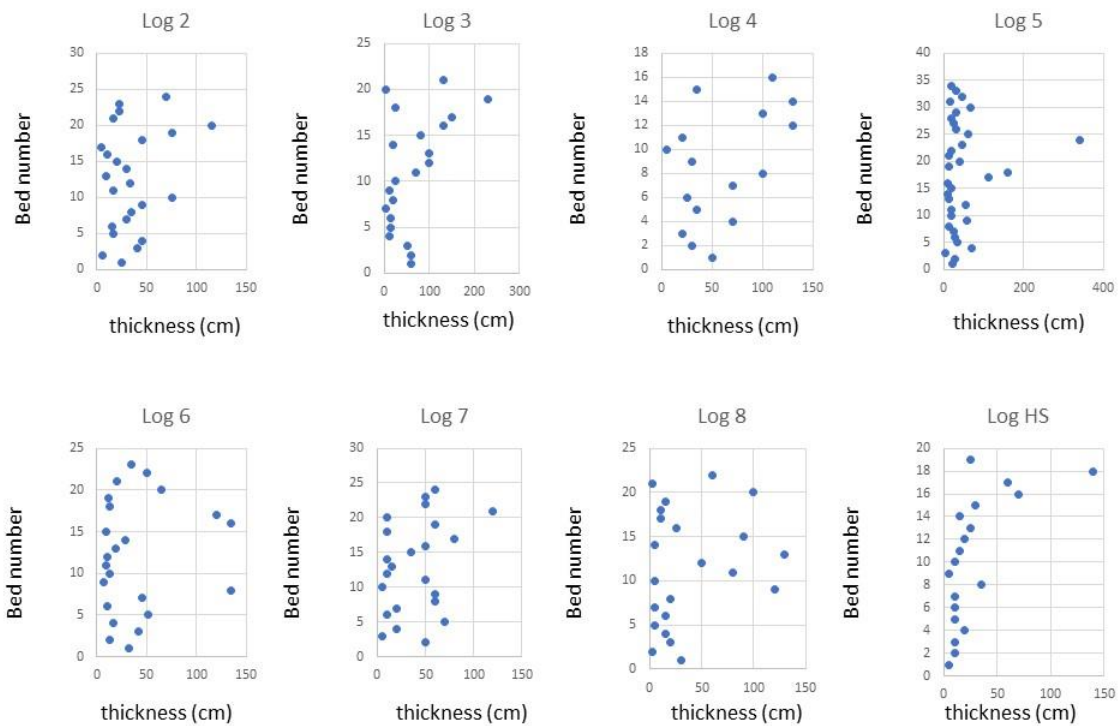 Log 2
30
25
20
15
10
5
0
0 50 100 150
Bed number
thickness (cm)
Log 3
25
20
15
10
5
0
0 100 200 300
Bed number
thickness (cm)
Log 4
18
16
14
12
10
8
6
4
2
0
0 50 100 150
Bed number
thickness (cm)
Log 5
40
35
30
25
20
15
10
5
0
0 200 400
Bed number
thickness (cm)
Log 6
25
20
15
10
5
0
0 50 100 150
Bed number
thickness (cm)
Log 7
30
25
20
15
10
5
0
0 50 100 150
Bed number
thickness (cm)
Log 8
25
20
15
10
5
0
0 50 100 150
Bed number
thickness (cm)
Log HS
20
18
16
14
12
10
8
6
4
2
0
0 50 100 150
Bed number
thickness (cm)